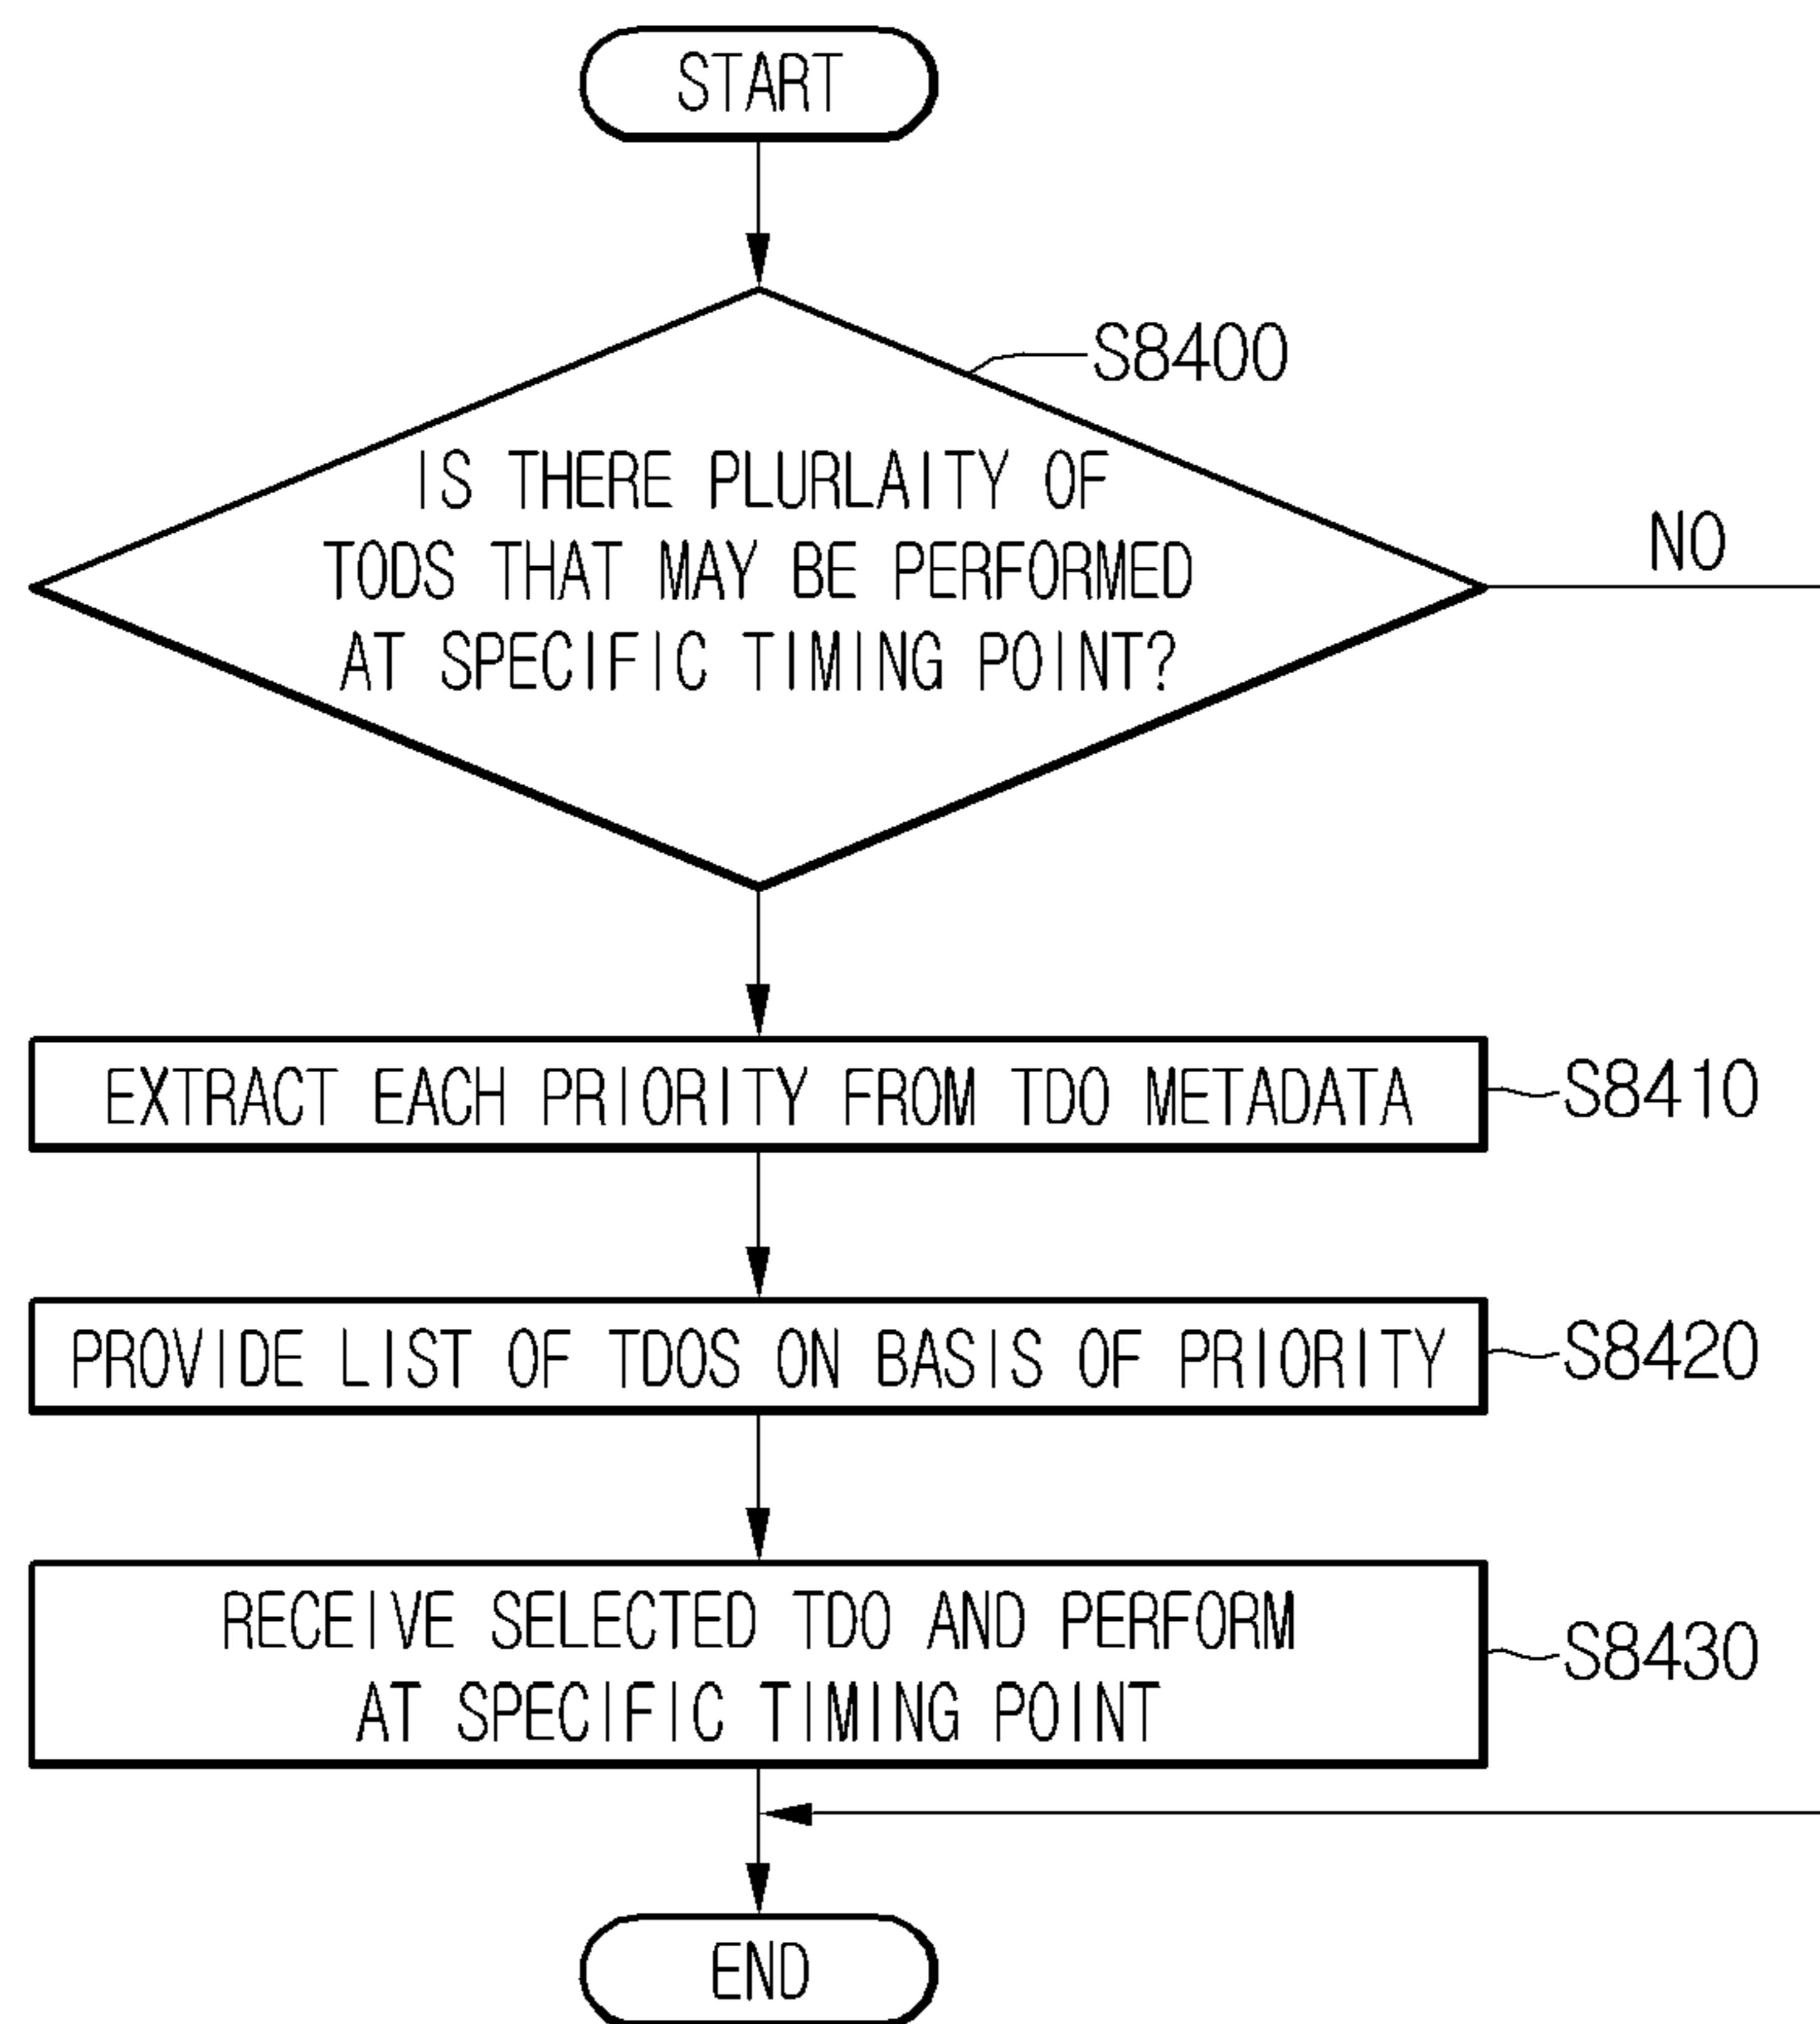 START
S8400
IS THERE PLURLAITY OF
TODS THAT MAY BE PERFORMED
AT SPECIFIC TIMING POINT?
NO
EXTRACT EACH PRIORITY FROM TDO METADATA
S8410
PROVIDE LIST OF TDOS ON BASIS OF PRIORITY
S8420
RECEIVE SELECTED TDO AND PERFORM
AT SPECIFIC TIMING POINT
S8430
END